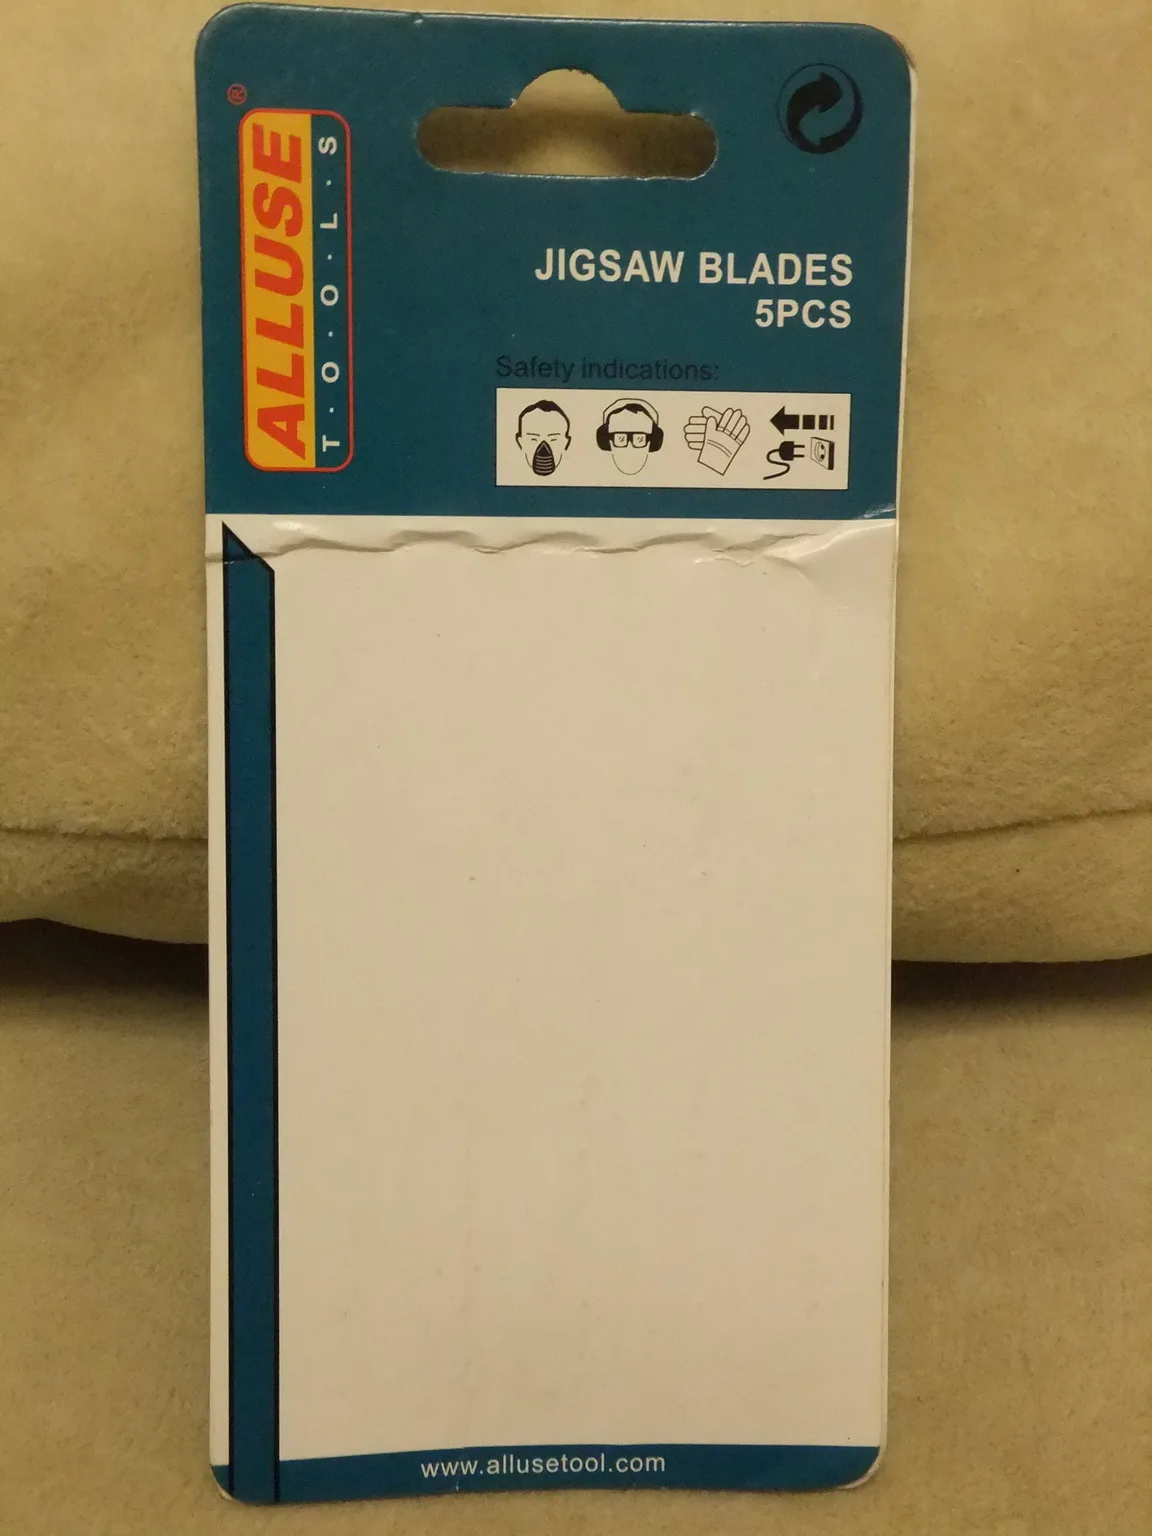 ®
ALLUSE
T·O·O·L·S
JIGSAW BLADES
5PCS
Safety indications:
www.allusetool.com